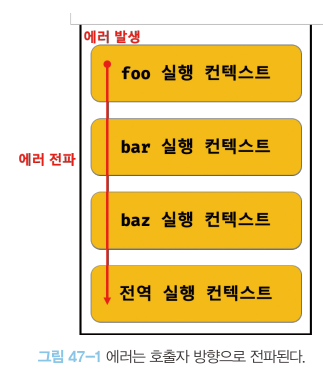 에러 발생
foo 실행 컨텍스트
bar 실행 컨텍스트
에러 전파
baz 실행 컨텍스트
전역 실행 컨텍스트
그림 47-1 에러는 호출자 방향으로 전파된다.